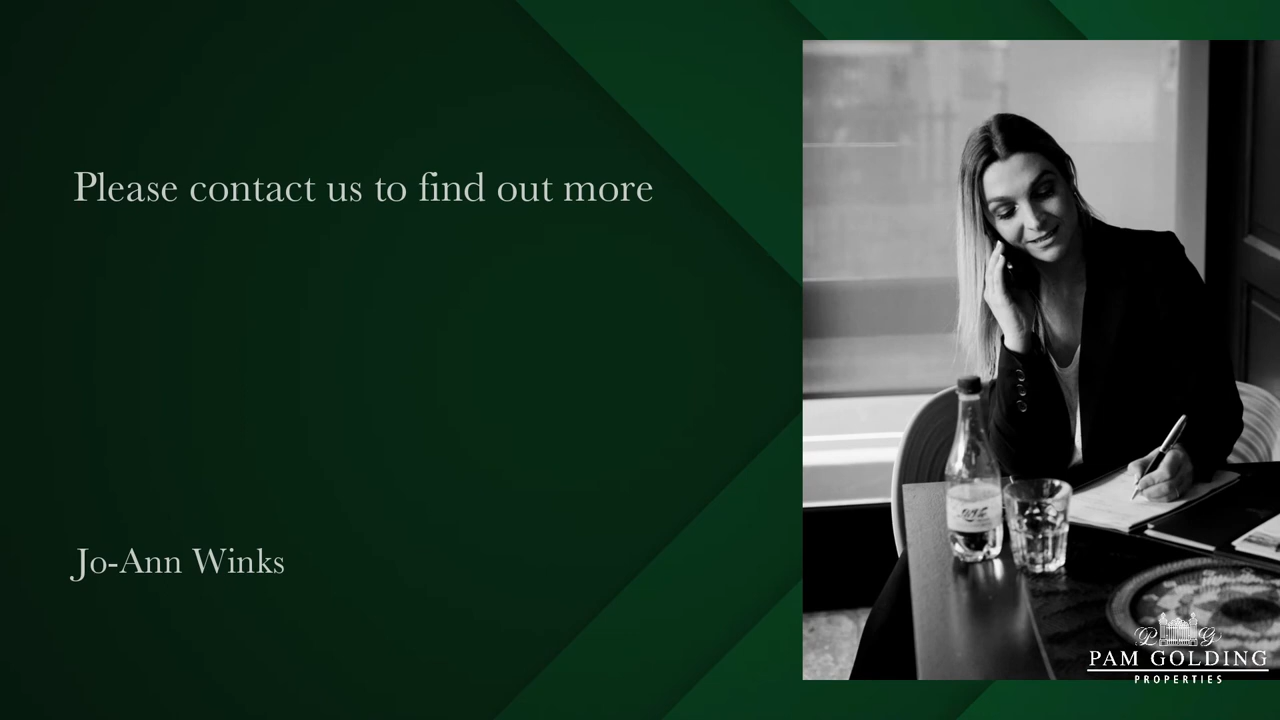 Please contact us to find out more
Jo-Ann Winks
P G
PAM GOLDING
PROPERTIES